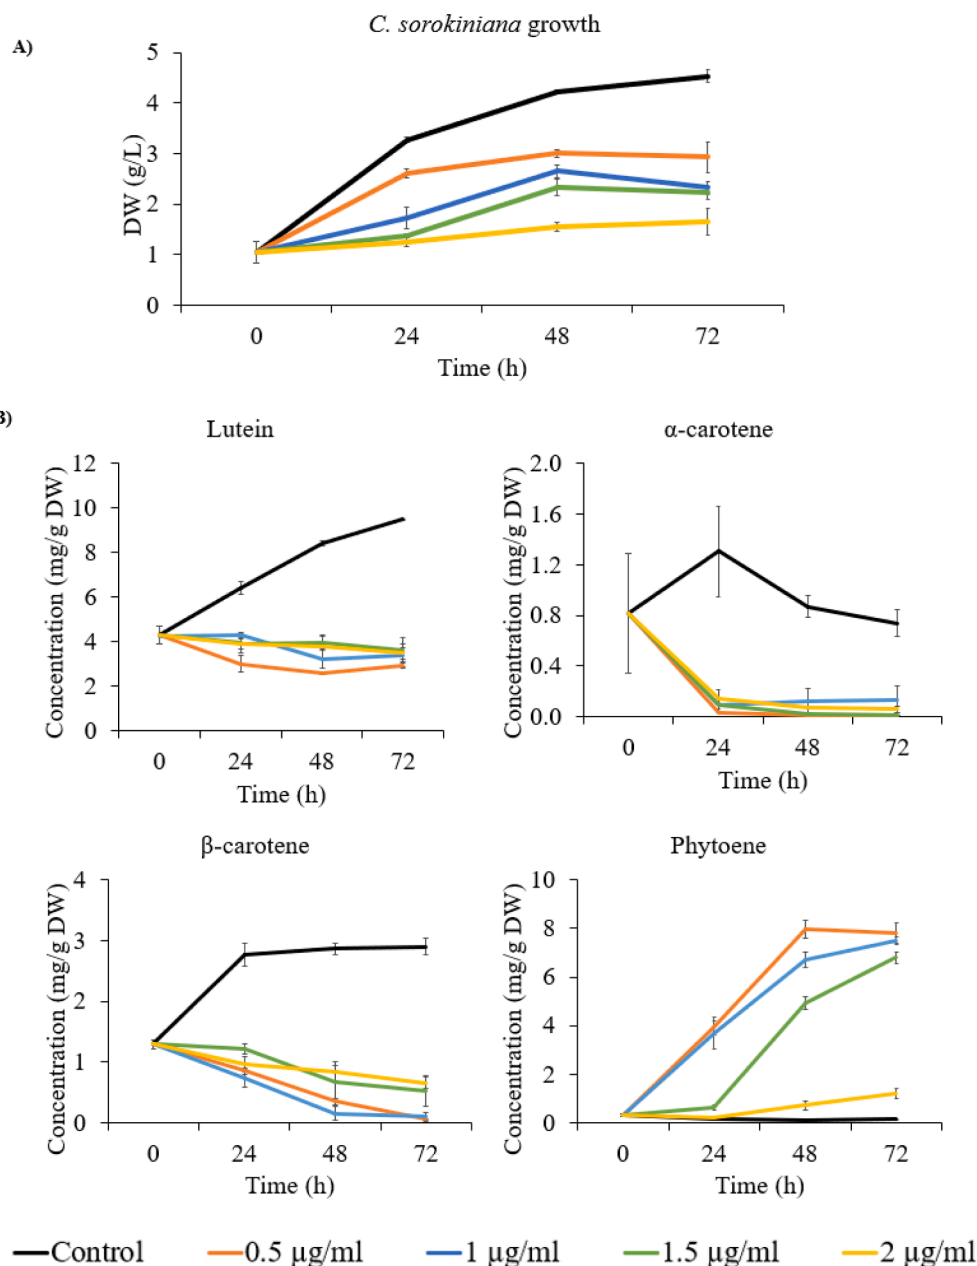 C. sorokiniana growth
A)
DW (g/L)
5
4
3
2
1
0
0 24 48 72
Time (h)
B)
Lutein
Concentration (mg/g DW)
12
10
8
6
4
2
0
0 24 48 72
Time (h)
α-carotene
Concentration (mg/g DW)
2.0
1.6
1.2
0.8
0.4
0.0
0 24 48 72
Time (h)
β-carotene
Concentration (mg/g DW)
4
3
2
1
0
0 24 48 72
Time (h)
Phytoene
Concentration (mg/g DW)
10
8
6
4
2
0
0 24 48 72
Time (h)
Control 0.5 µg/ml 1 µg/ml 1.5 µg/ml 2 µg/ml